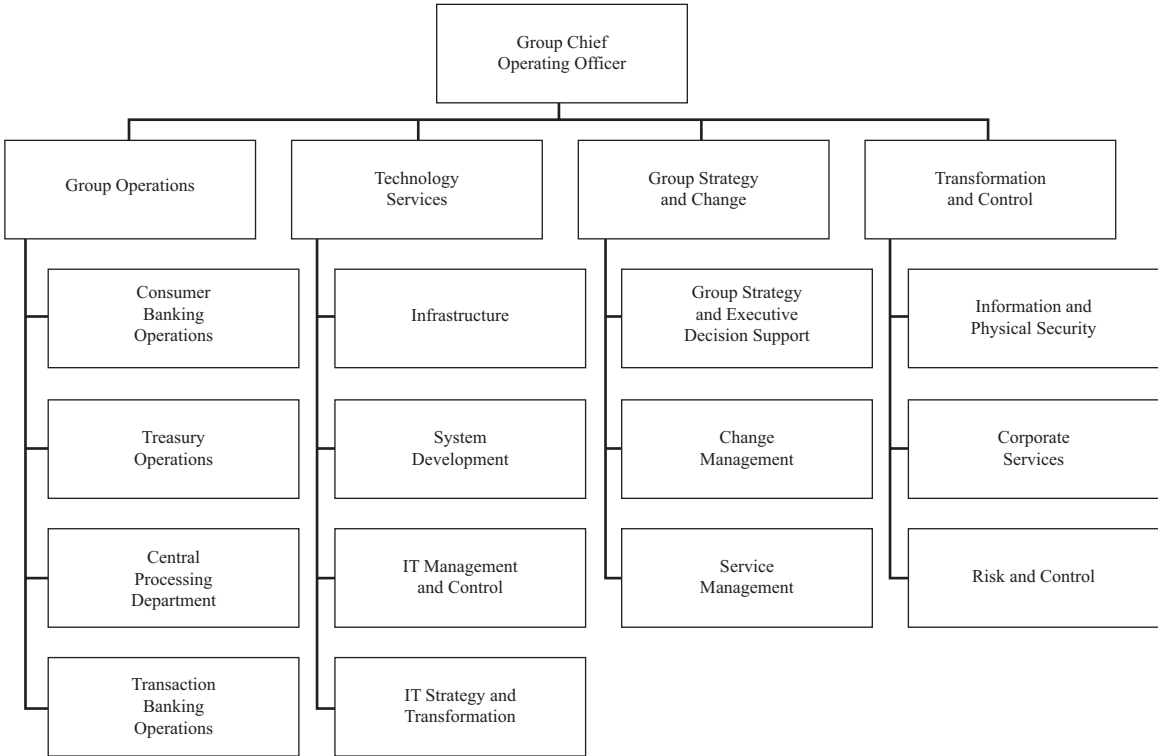 Group Chief
Operating Officer
Group Operations
Technology
Services
Group Strategy
and Change
Transformation
and Control
Consumer
Banking
Operations
Infrastructure
Group Strategy
and Executive
Decision Support
Information and
Physical Security
Treasury
Operations
System
Development
Change
Management
Corporate
Services
Central
Processing
Department
IT Management
and Control
Service
Management
Risk and Control
Transaction
Banking
Operations
IT Strategy and
Transformation